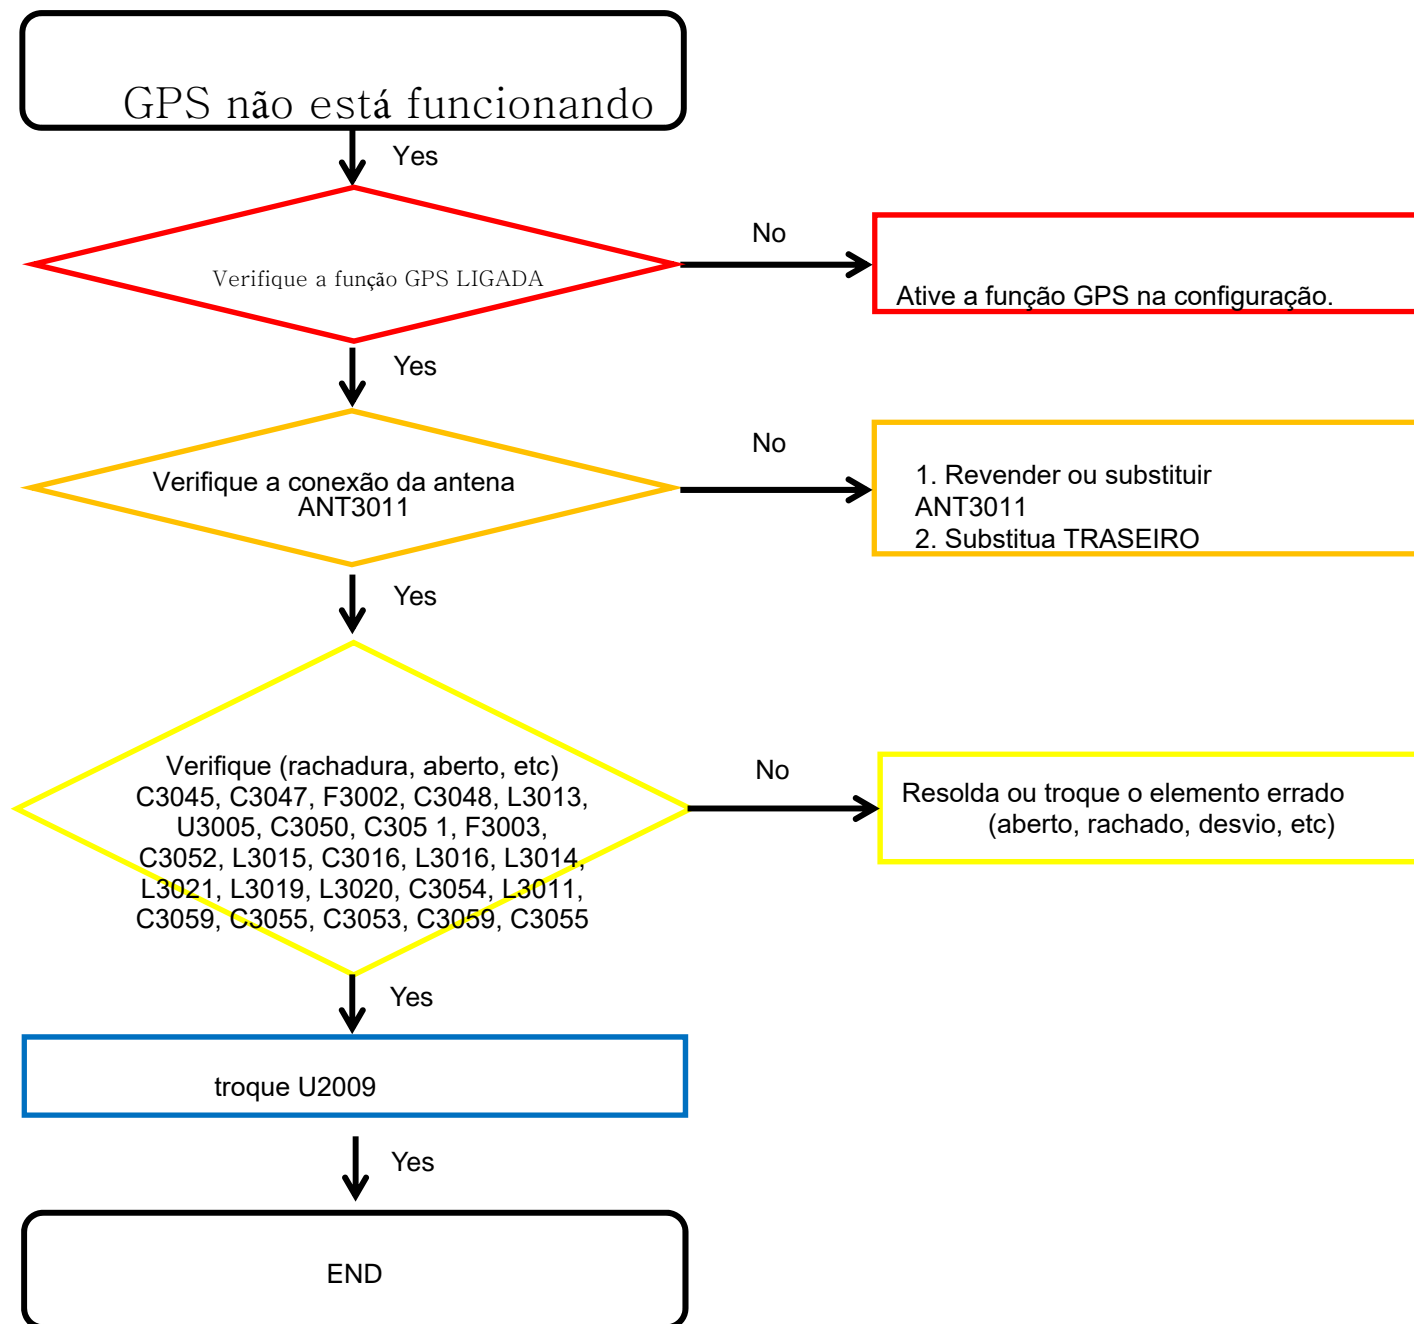 GPS não está funcionando
Yes
Verifique a função GPS LIGADA
No
Ative a função GPS na configuração.
Yes
Verifique a conexão da antena
ANT3011
No
1. Revender ou substituir
ANT3011
2. Substitua TRASEIRO
Yes
Verifique (rachadura, aberto, etc)
C3045, C3047, F3002, C3048, L3013,
U3005, C3050, C305 1, F3003,
C3052, L3015, C3016, L3016, L3014,
L3021, L3019, L3020, C3054, L3011,
C3059, C3055, C3053, C3059, C3055
No
Resolda ou troque o elemento errado
(aberto, rachado, desvio, etc)
Yes
troque U2009
Yes
END